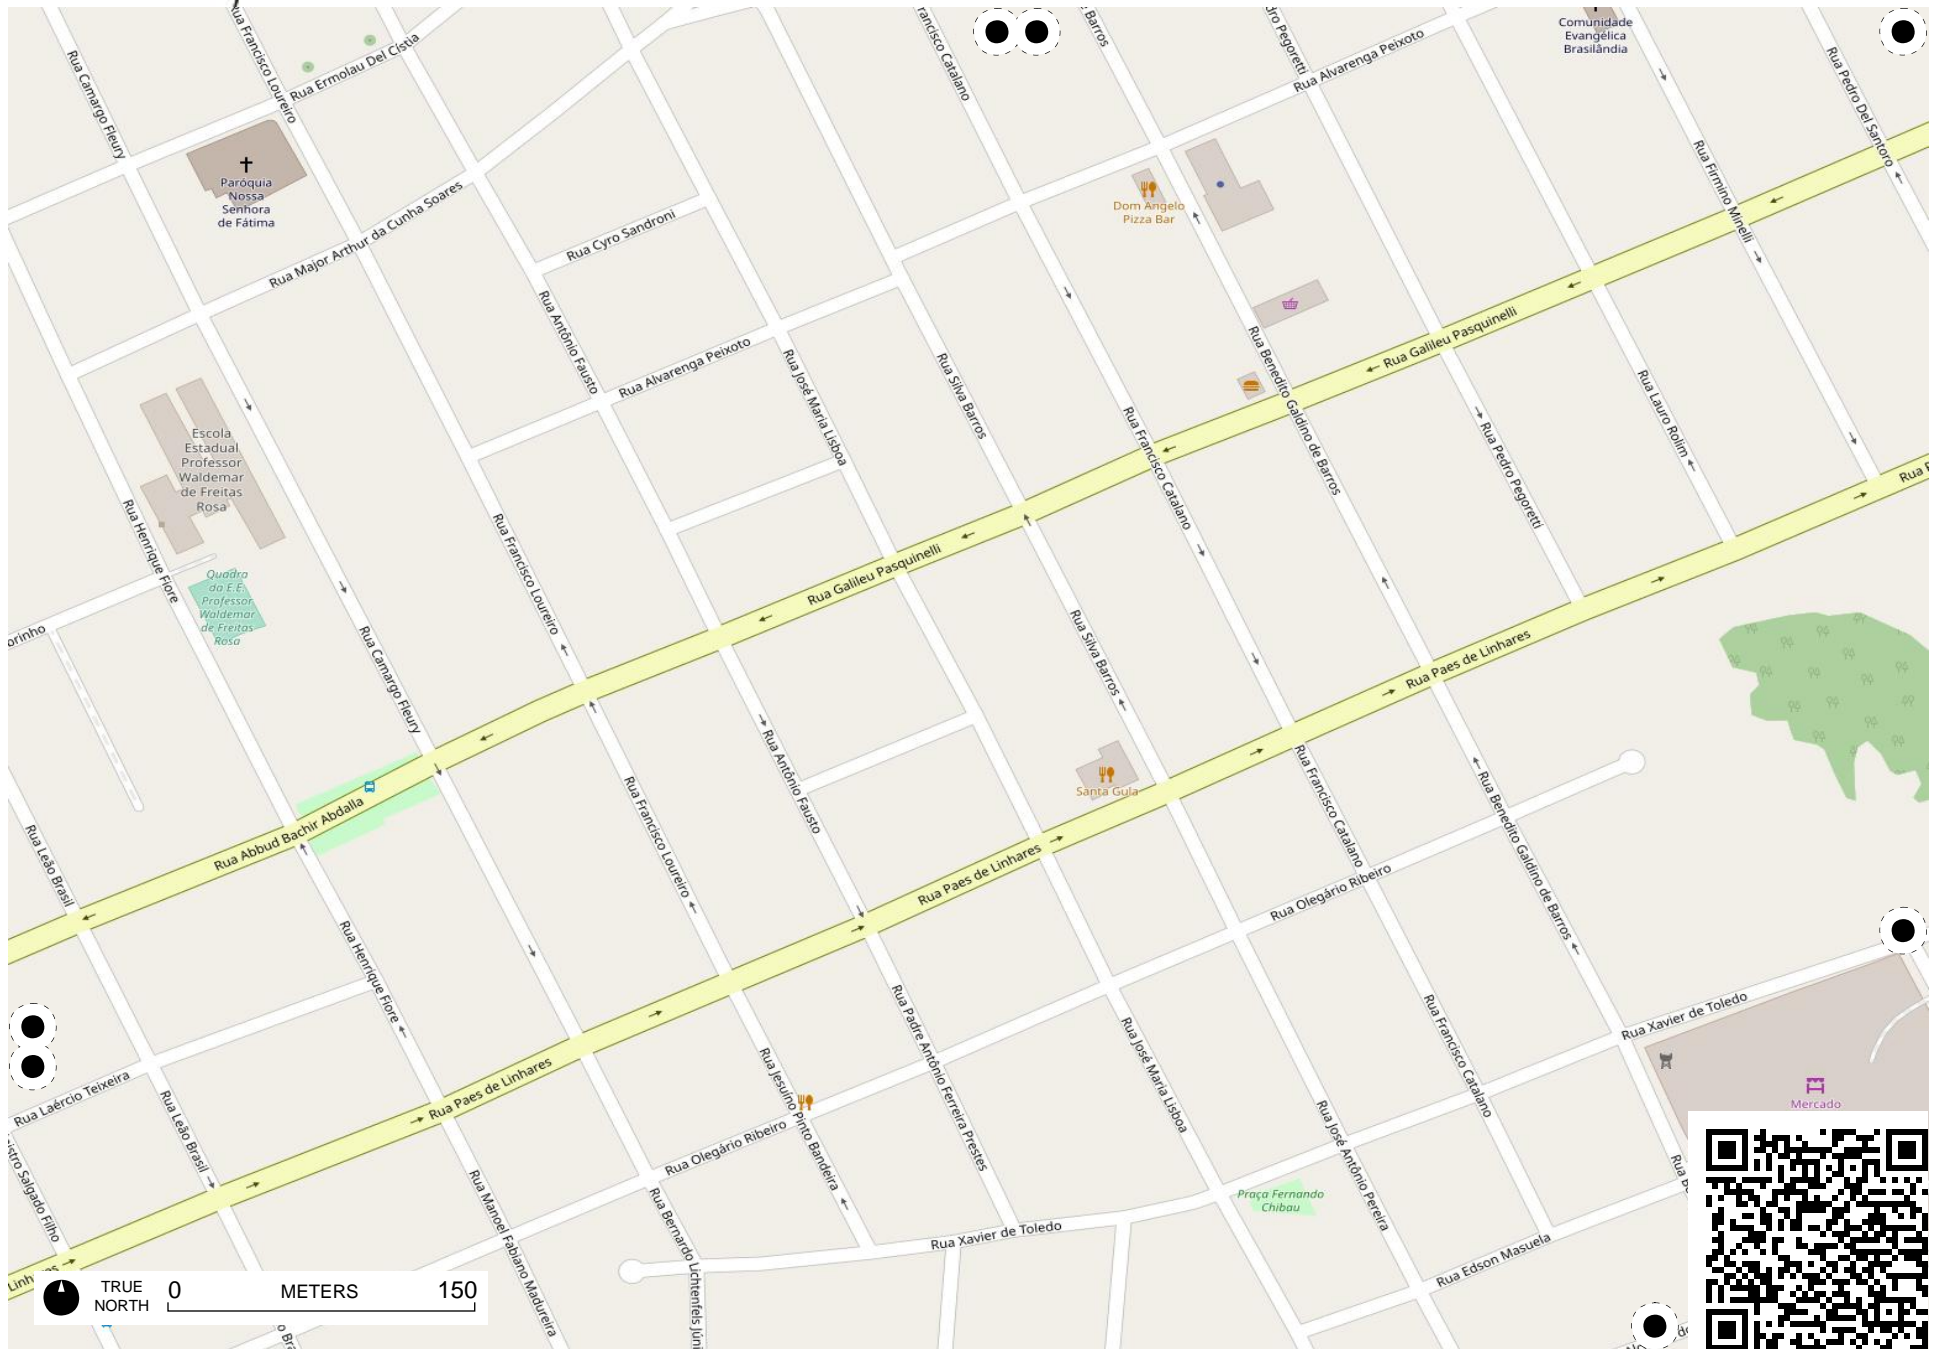 Rua Camargo Fleury
Rua Francisco Loureiro
Rua Ermolau Del Cístia
Barros
Rua Alvarenga Peixoto
Comunidade
Evangélica
Brasilândia
Rua Pedro Del Santoro
Paróquia
Nossa
Senhora
de Fátima
Rua Major Arthur da Cunha Soares
Rua Cyro Sandroni
Dom Angelo
Pizza Bar
Rua Firmino Minelli
Rua Antônio Fausto
Rua Alvarenga Peixoto
Rua José Maria Lisboa
Rua Silva Barros
Rua Benedito Galdino de Barros
Rua Galileu Pasquinelli
Rua Lauro Rolim
Rua Pedro Pegoretti
Rua Francisco Catalano
Escola
Estadual
Professor
Waldemar
de Freitas
Rosa
Rua Henrique Fiore
Rua Francisco Loureiro
Rua Galileu Pasquinelli
Quadra
da E.E.
Professor
Waldemar
de Freitas
Rosa
Rua Camargo Fleury
Rua Silva Barros
Rua Paes de Linhares
Rua Antônio Fausto
Santa Gula
Rua Abbud Bachir Abdalla
Rua Leão Brasil
Rua Francisco Loureiro
Rua Paes de Linhares
Rua Francisco Catalano
Rua Benedito Galdino de Barros
Rua Olegário Ribeiro
Rua Henrique Fiore
Rua Padre Antônio Ferreira Prestes
Rua José Maria Lisboa
Rua Francisco Catalano
Rua Xavier de Toledo
Mercado
Rua Laércio Teixeira
Rua Leão Brasil
Rua Paes de Linhares
Rua Jesuíno Pinto Bandeira
Rua Olegário Ribeiro
Rua José Antônio Pereira
Praça Fernando
Chibau
Rua Manoel Fabiano Madureira
Rua Bernardo Lichtenfels Júni
Rua Xavier de Toledo
Rua Edson Masuela
TRUE
NORTH
0 METERS 150